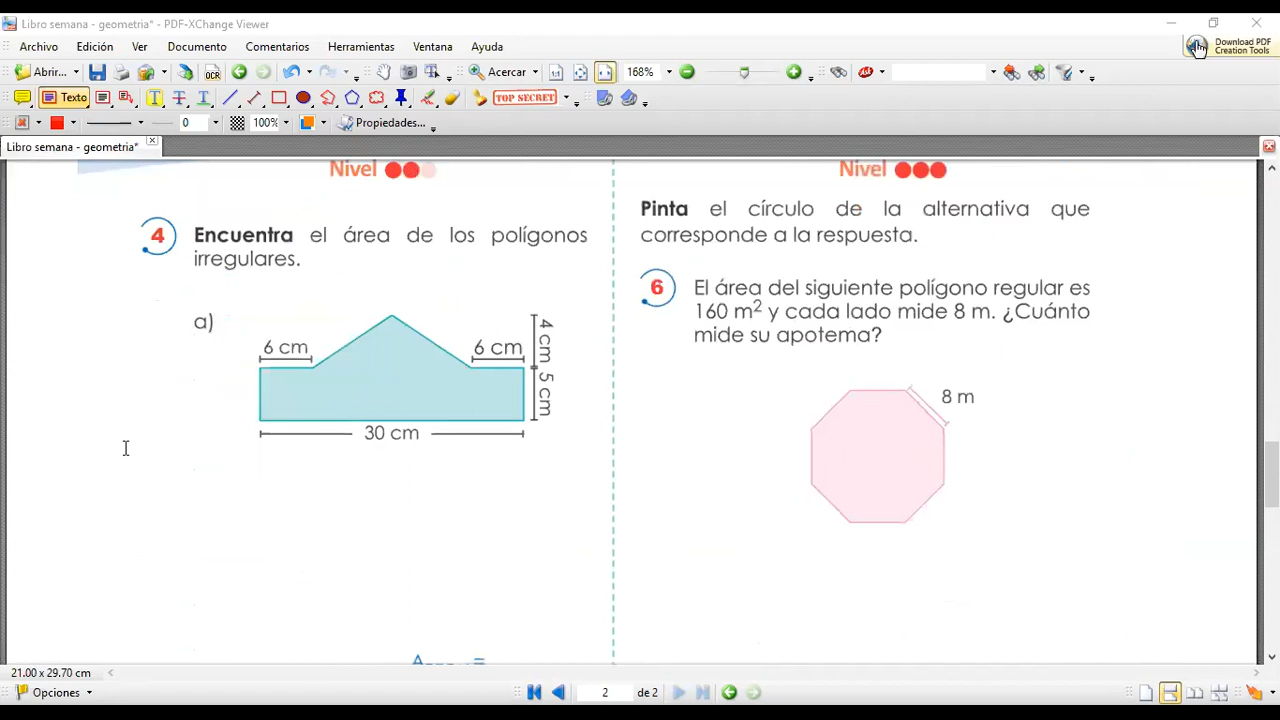 Libro semana - geometria* - PDF-XChange Viewer
Archivo Edición Ver Documento Comentarios Herramientas Ventana Ayuda
Download PDF
Creation Tools
Abrir... OCR Acercar 168%
Texto TOP SECRET
0 100% Propiedades...
Libro semana - geometria*
Nivel
4 Encuentra el área de los polígonos
irregulares.
a)
6 cm
6 cm
4 cm
5 cm
30 cm
Nivel
Pinta el círculo de la alternativa que
corresponde a la respuesta.
6 El área del siguiente polígono regular es
160 m² y cada lado mide 8 m. ¿Cuánto
mide su apotema?
8 m
21.00 x 29.70 cm
Opciones 2 de 2